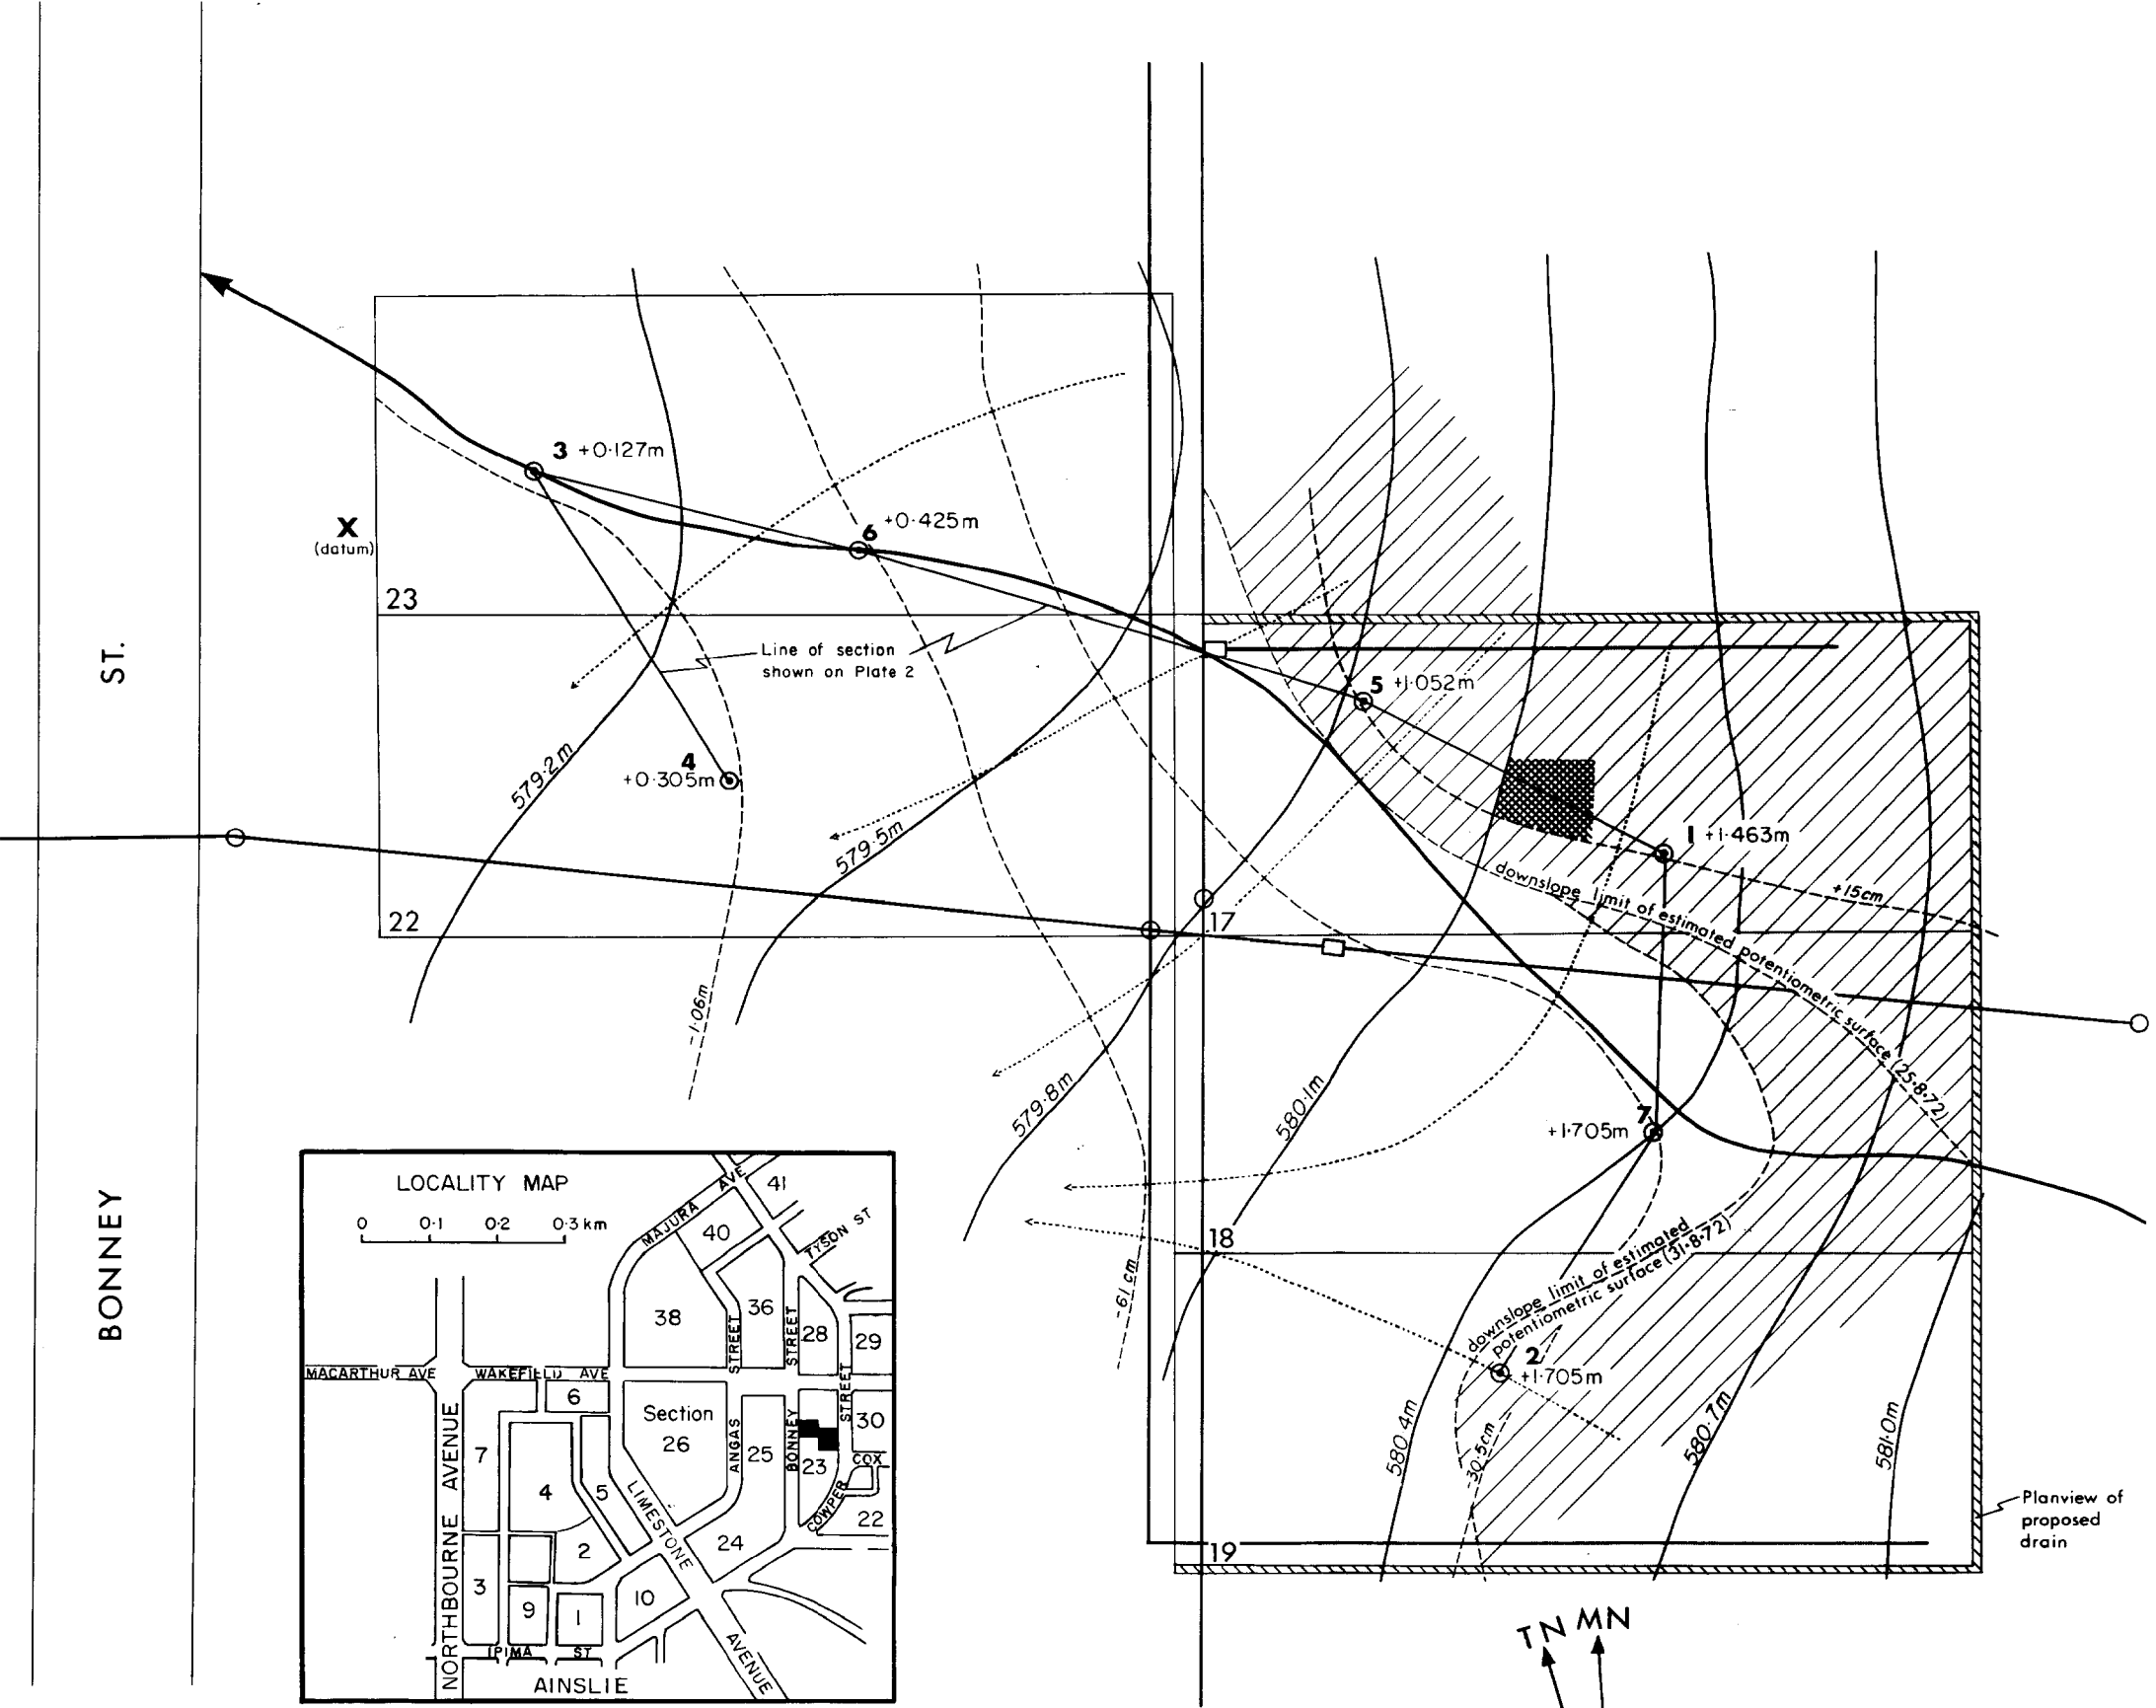 3 +0·127m
6 +0·425m
X
(datum)
23
Line of section
shown on Plate 2
5 +1·052m
ST.
4
+0·305m
579·2m
579·5m
1 +1·463m
+15cm
downslope limit of estimated potentiometric surface (25·8·72)
22
17
-1·06m
579·8m
580·1m
7
+1·705m
BONNEY
18
-61cm
downslope limit of estimated
potentiometric surface (31·8·72)
2
+1·705m
580·4m
30·5cm
580·7m
581·0m
Planview of
proposed
drain
19
TN MN
LOCALITY MAP
0 0·1 0·2 0·3 km
MAJURA AVE
41
40
TYSON ST
38
36
28
29
STREET
STREET
STREET
MACARTHUR AVE
WAKEFIELD AVE
6
Section
26
ANGAS
25
BONNEY
30
23
COX
COWPER
22
7
4
5
LIMESTONE
24
NORTHBOURNE AVENUE
2
3
9
1
10
IPIMA ST
AVENUE
AINSLIE